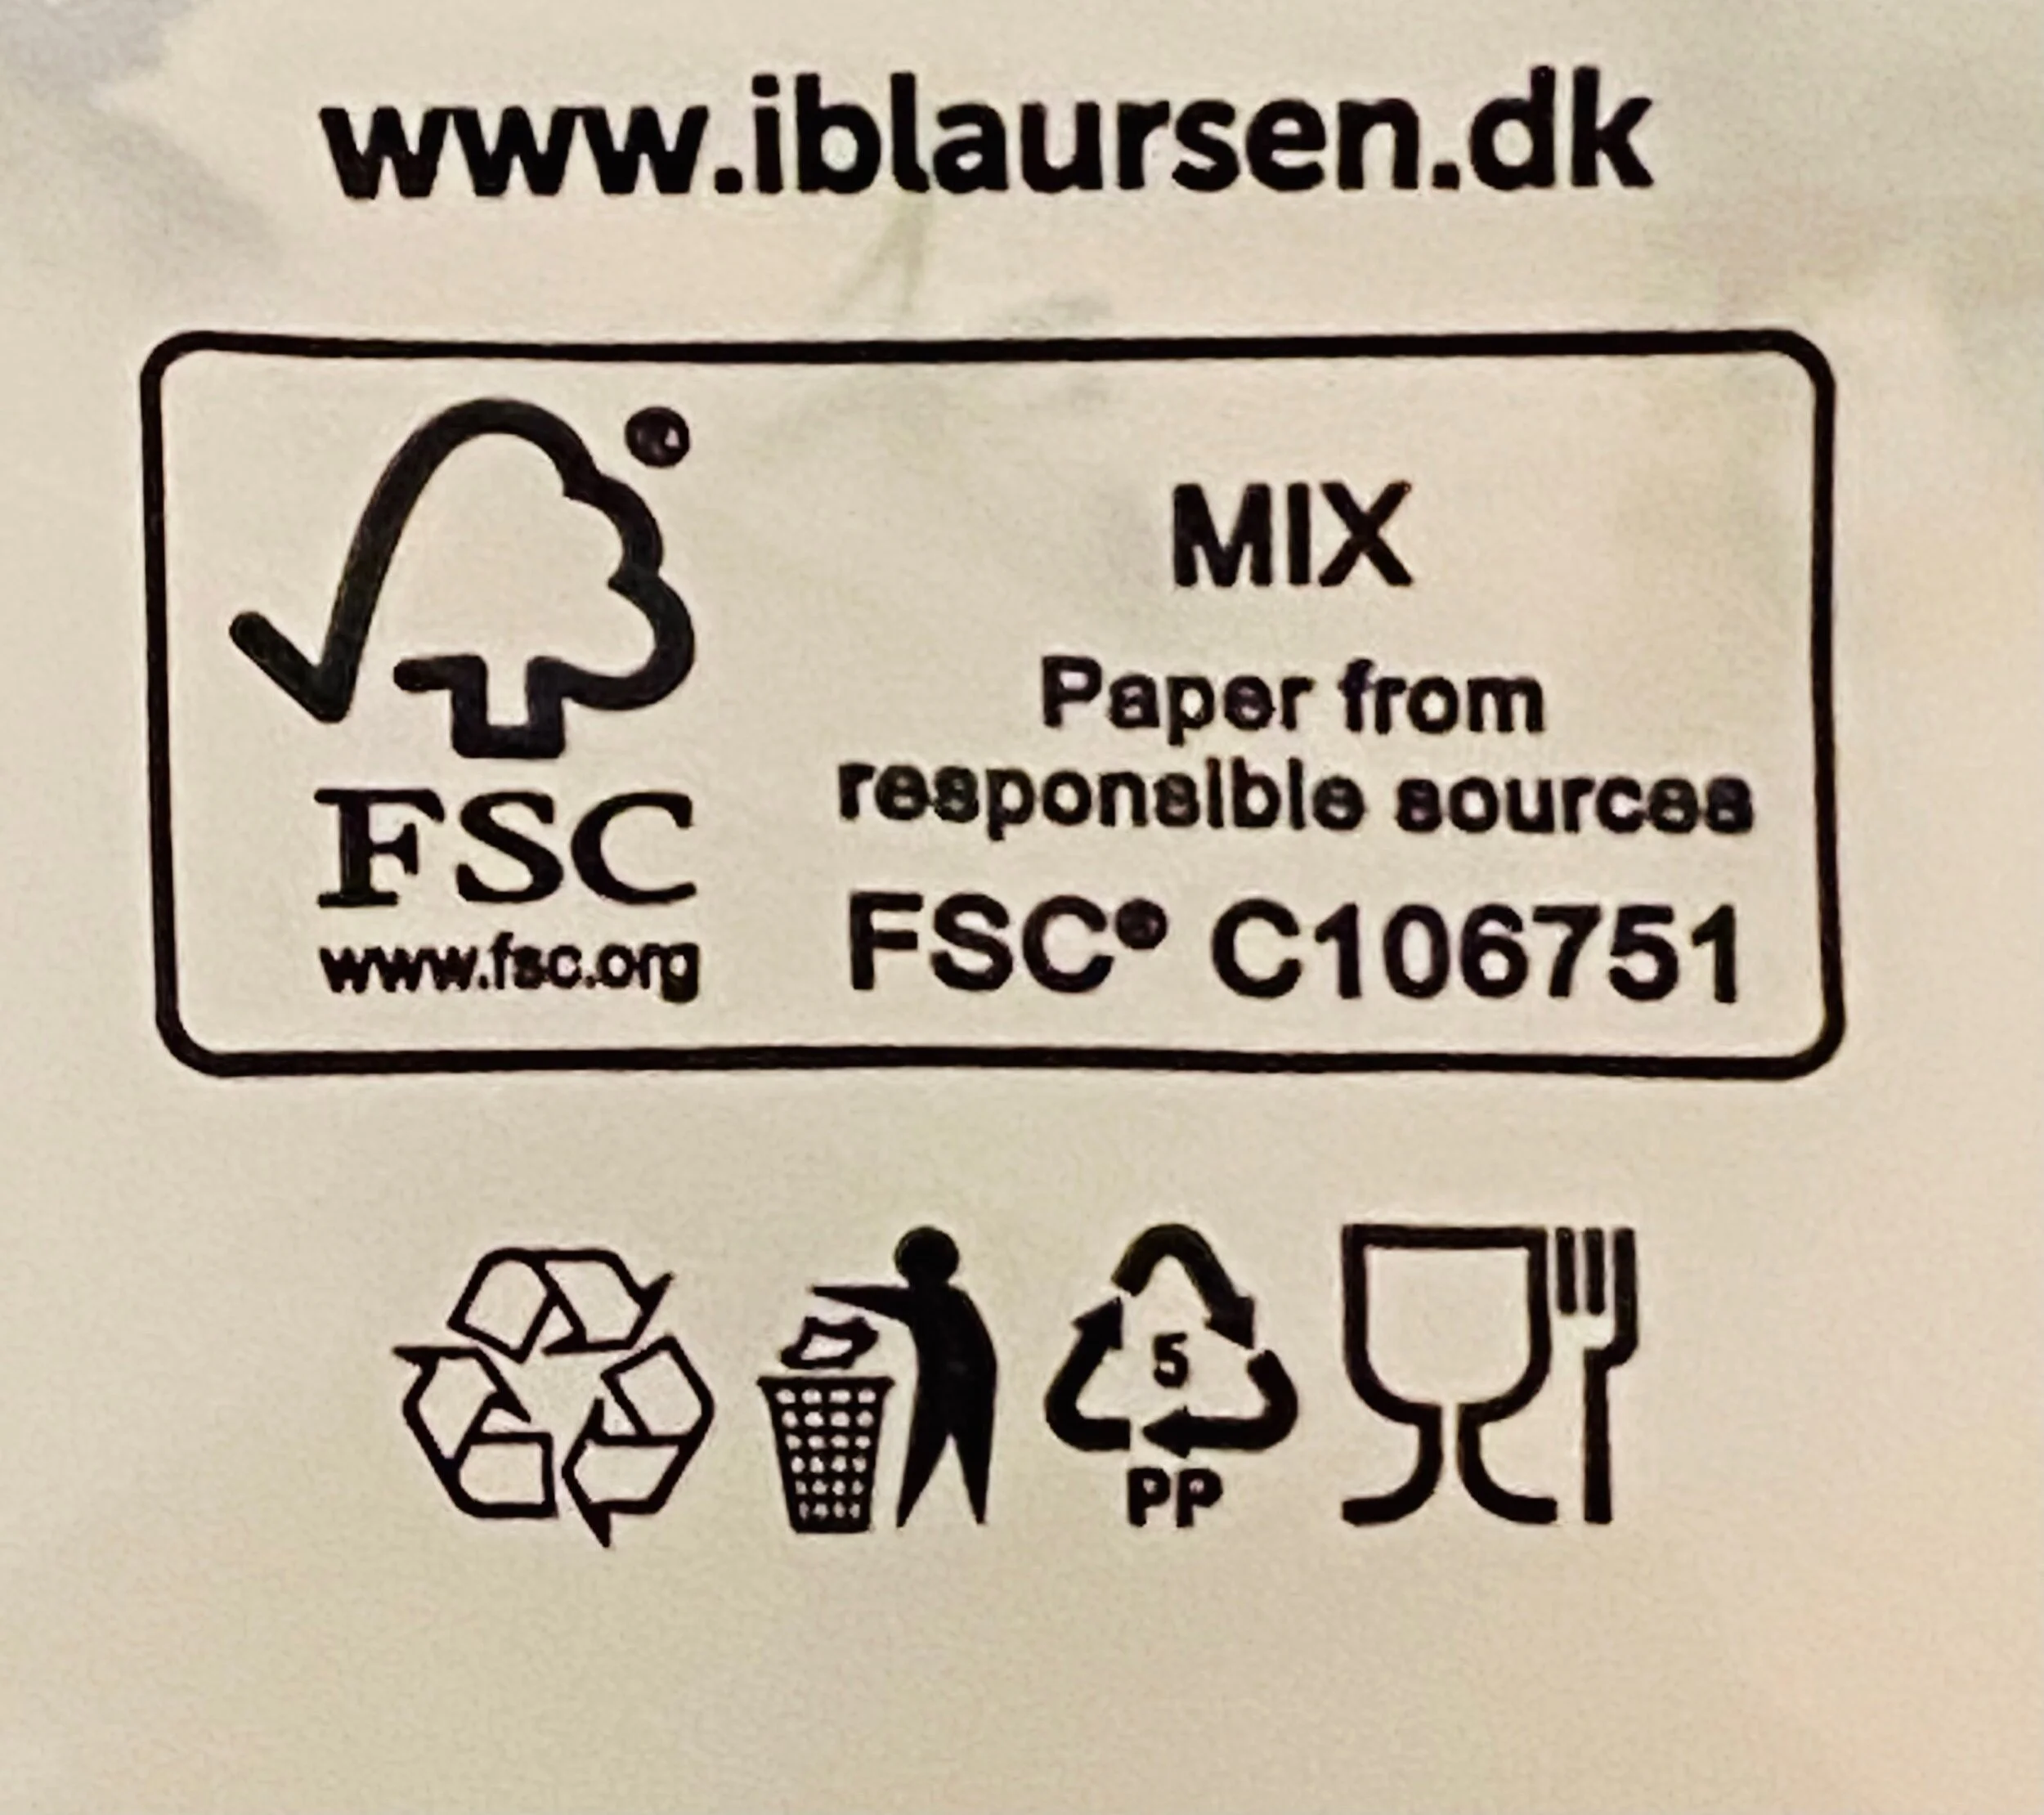 www.iblaursen.dk
®
FSC
www.fsc.org
MIX
Paper from
responsible sources
FSC® C106751
5
PP